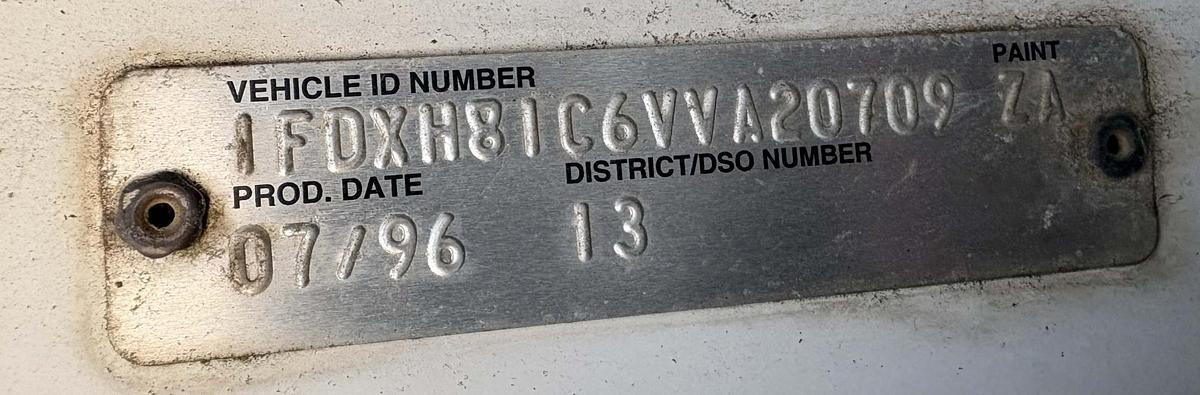 PAINT
VEHICLE ID NUMBER
1FDXH81C6VVA20709 ZA
DISTRICT/DSO NUMBER
PROD. DATE
07/96 13